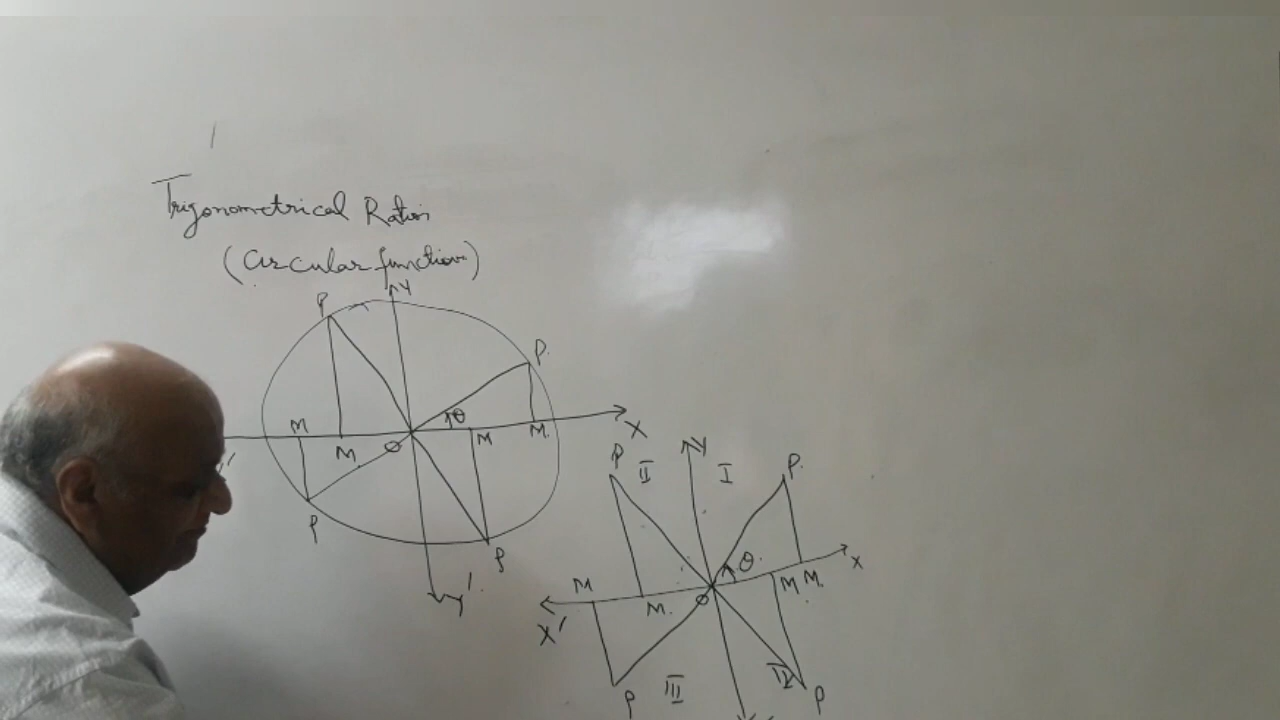 Trigonometrical Ratios
(Circular functions)
Y
P
P
θ
X
M
M
O
M
M
P
P
Y'
Y
P
II
I
P
θ
X
M
M
O
M
M
X'
P
III
IV
P